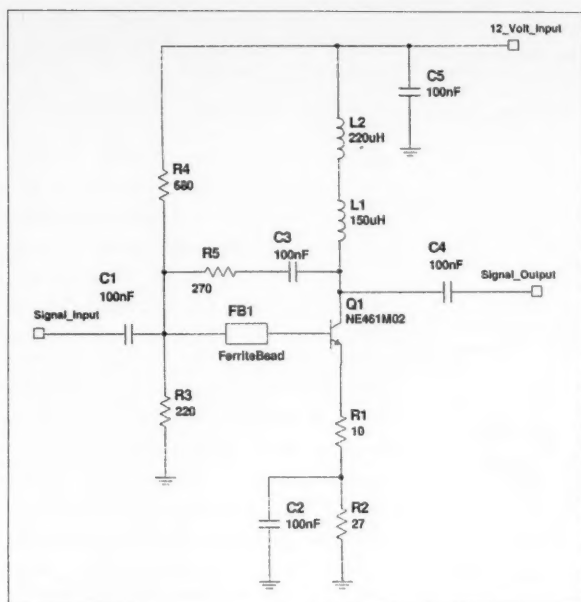 12_Volt_Input
C5
100nF
L2
220uH
R4
680
L1
150uH
R5
270
C3
100nF
C4
100nF
Signal_Output
C1
100nF
Signal_Input
FB1
FerriteBead
Q1
NE461M02
R3
220
R1
10
C2
100nF
R2
27